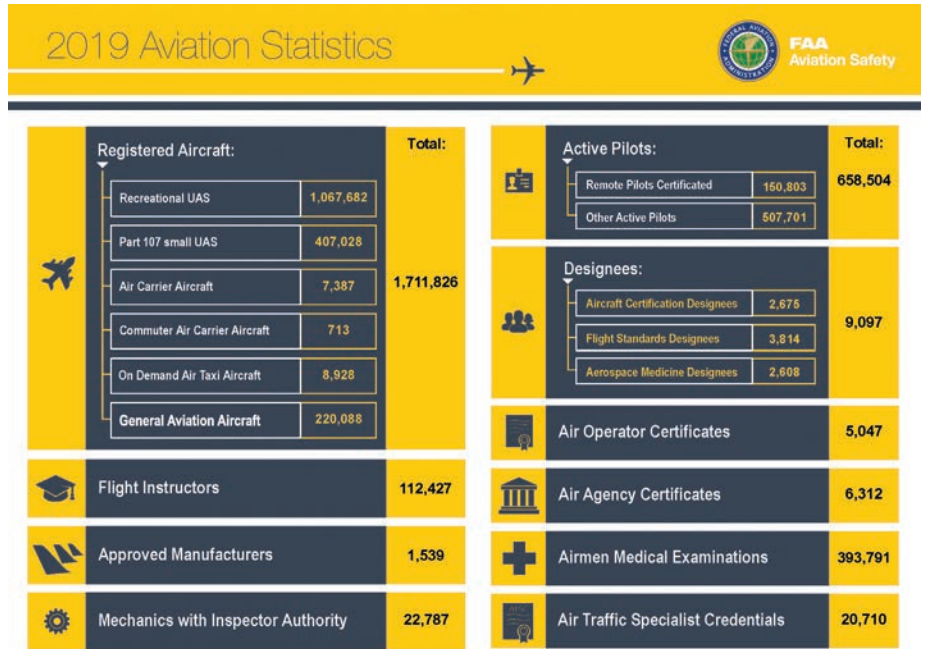 2019 Aviation Statistics
FAA
Aviation Safety
FEDERAL AVIATION
ADMINISTRATION
Registered Aircraft:
Total:
Recreational UAS 1,067,682
Part 107 small UAS 407,028
Air Carrier Aircraft 7,387
1,711,826
Commuter Air Carrier Aircraft 713
On Demand Air Taxi Aircraft 8,928
General Aviation Aircraft 220,088
Flight Instructors 112,427
Approved Manufacturers 1,539
Mechanics with Inspector Authority 22,787
Active Pilots:
Total:
658,504
Remote Pilots Certificated 160,803
Other Active Pilots 507,701
Designees:
Aircraft Certification Designees 2,675
9,097
Flight Standards Designees 3,814
Aerospace Medicine Designees 2,608
Air Operator Certificates 5,047
Air Agency Certificates 6,312
Airmen Medical Examinations 393,791
Air Traffic Specialist Credentials 20,710